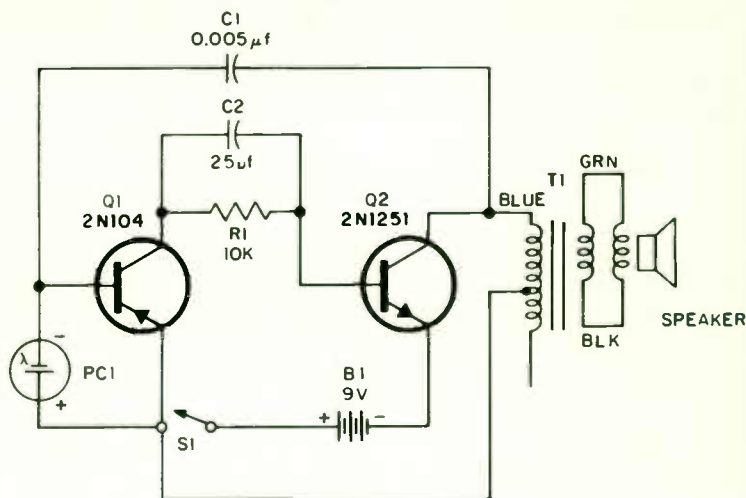 C1
0.005μf
C2
25μf
Q1
2N104
R1
10K
Q2
2N1251
BLUE
T1
GRN
BLK
SPEAKER
λ
-
+
PC1
S1
B1
9V
+
-